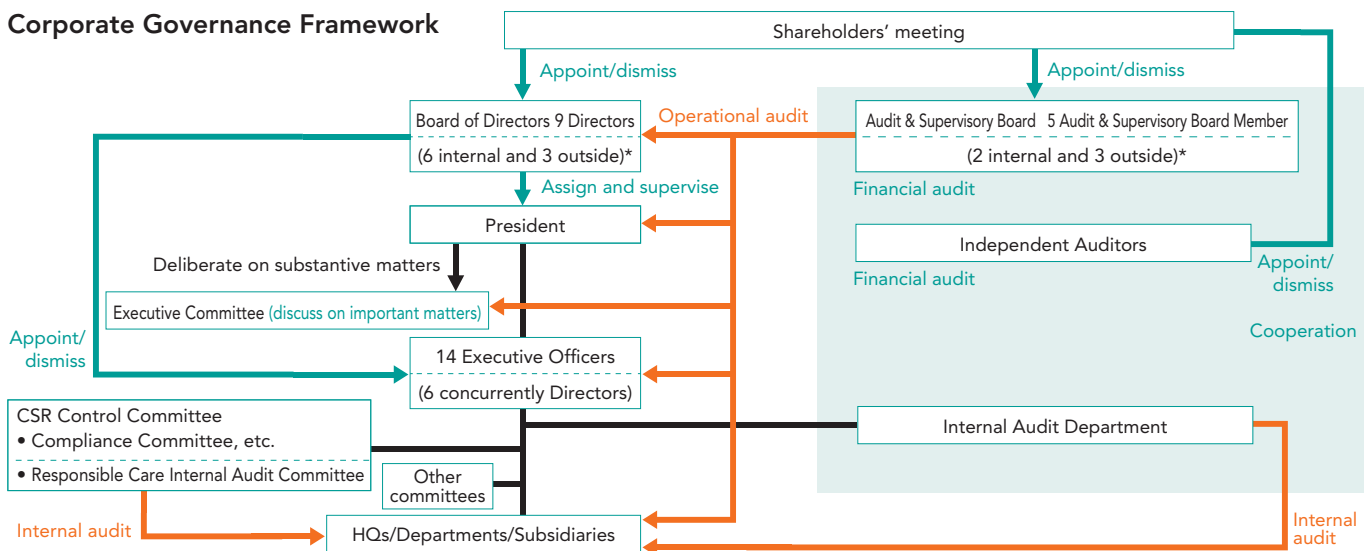 Corporate Governance Framework
Shareholders’ meeting
Appoint/dismiss
Appoint/dismiss
Board of Directors 9 Directors
(6 internal and 3 outside)*
Operational audit
Audit & Supervisory Board 5 Audit & Supervisory Board Member
(2 internal and 3 outside)*
Assign and supervise
Financial audit
President
Independent Auditors
Deliberate on substantive matters
Financial audit
Appoint/
dismiss
Executive Committee (discuss on important matters)
Cooperation
Appoint/
dismiss
14 Executive Officers
(6 concurrently Directors)
CSR Control Committee
• Compliance Committee, etc.
• Responsible Care Internal Audit Committee
Internal Audit Department
Other
committees
Internal audit
HQs/Departments/Subsidiaries
Internal
audit